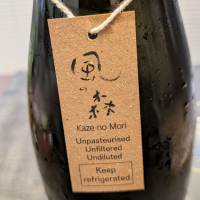 風
の
森
Kaze no Mori
Unpasteurised
Unfiltered
Undiluted
Keep
refrigerated